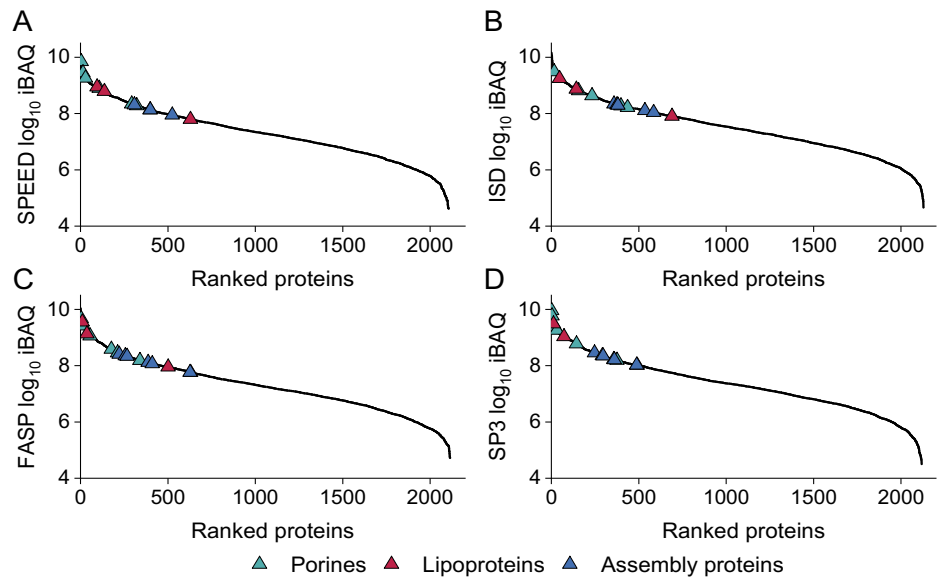 A
B
SPEED log10 iBAQ
10
8
6
4
0
500
1000
1500
2000
Ranked proteins
ISD log10 iBAQ
10
8
6
4
0
500
1000
1500
2000
Ranked proteins
C
D
FASP log10 iBAQ
10
8
6
4
0
500
1000
1500
2000
Ranked proteins
SP3 log10 iBAQ
10
8
6
4
0
500
1000
1500
2000
Ranked proteins
Porines Lipoproteins Assembly proteins